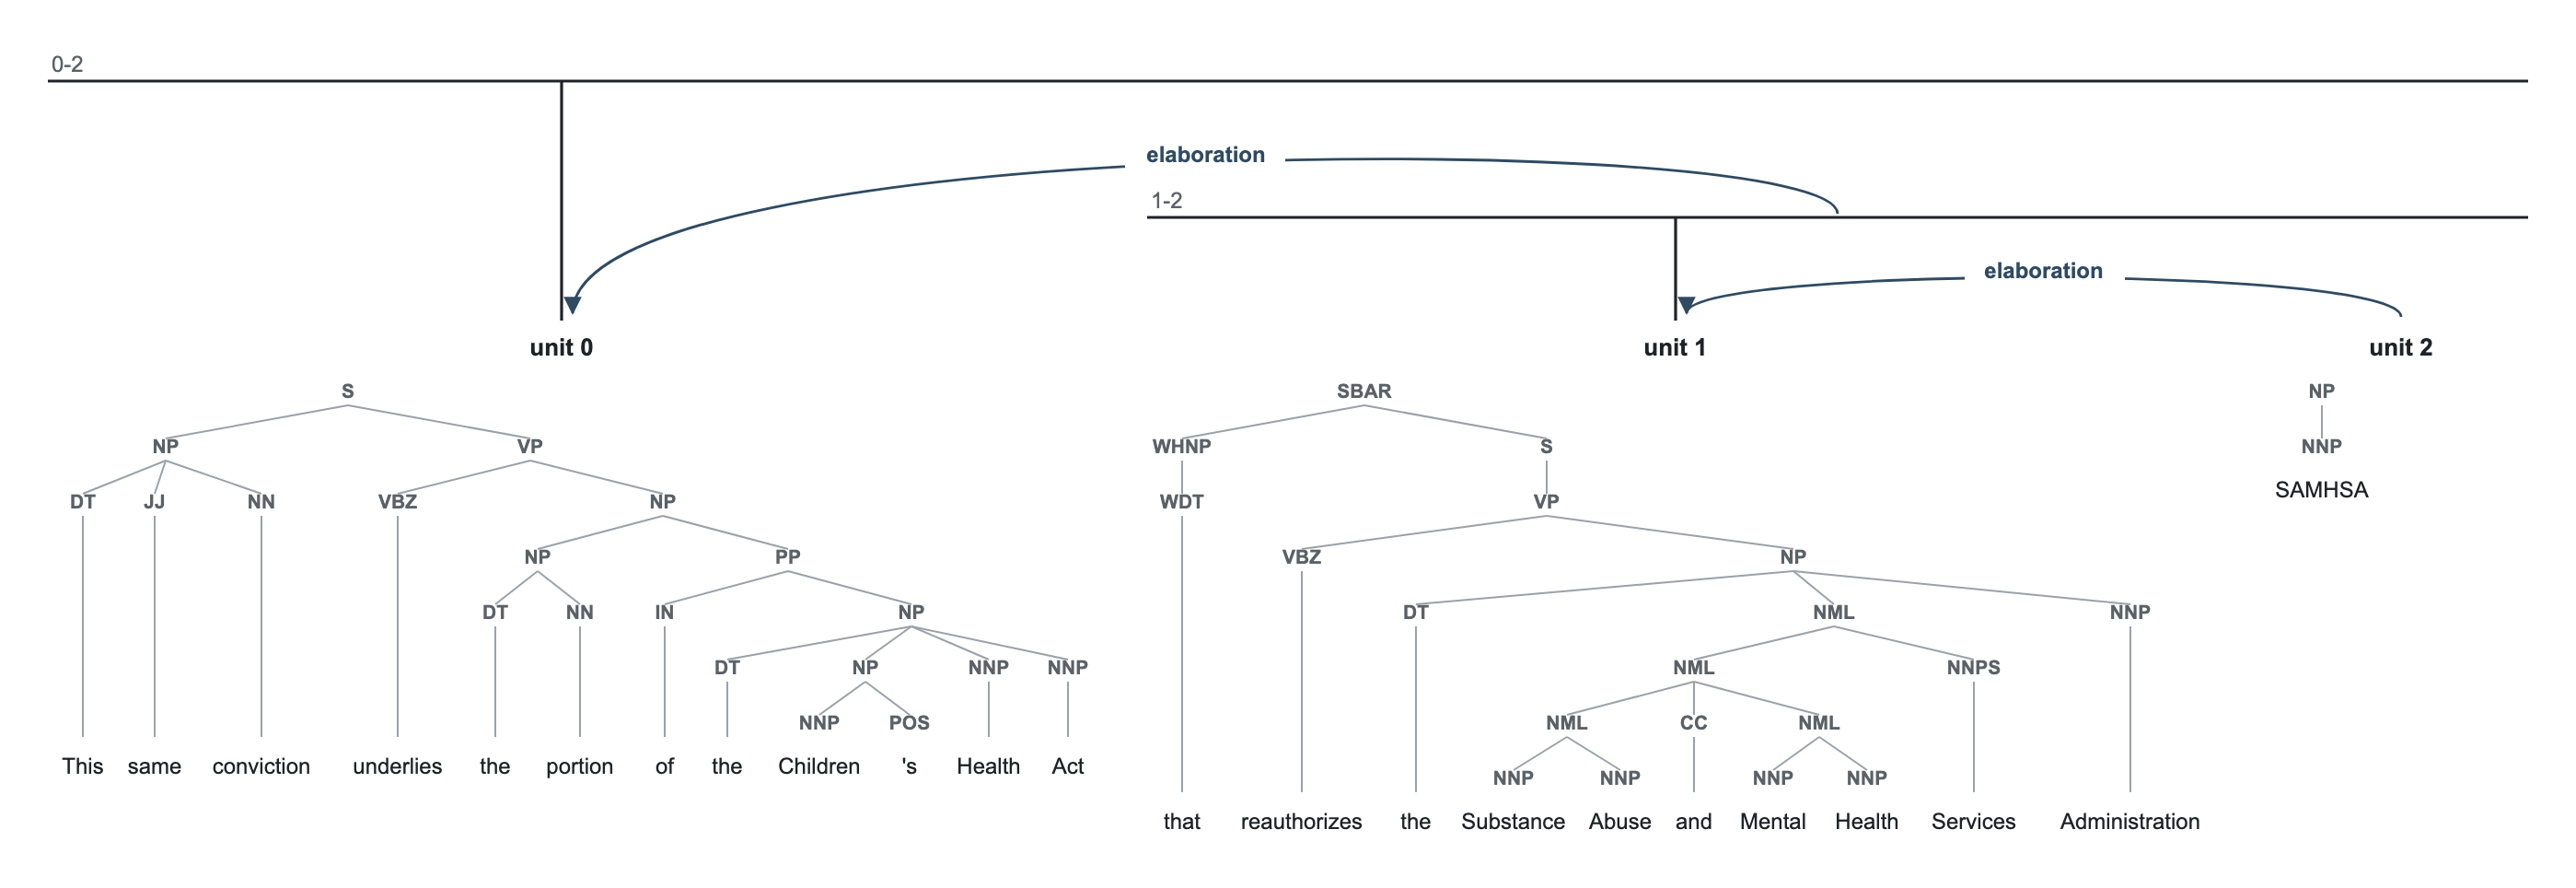 0-2
elaboration
1-2
elaboration
unit 0 unit 1 unit 2
S SBAR NP
NP VP WHNP S NNP
DT JJ NN VBZ NP WDT VP SAMHSA
NP PP VBZ NP
DT NN IN NP DT NML NNP
DT NP NNP NNP NML NNPS
NNP POS NML CC NML
This same conviction underlies the portion of the Children 's Health Act NNP NNP NNP NNP
that reauthorizes the Substance Abuse and Mental Health Services Administration